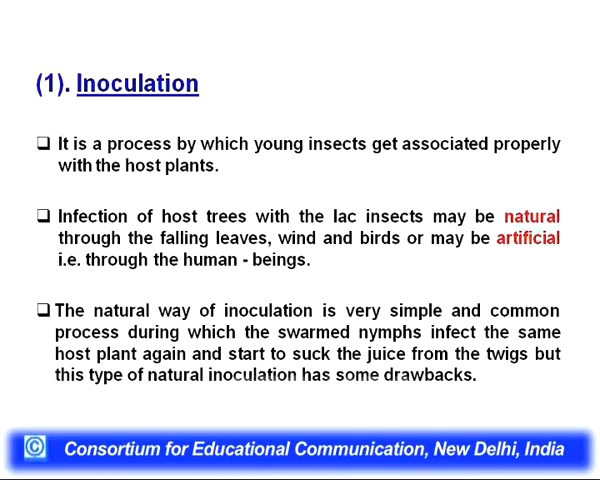 (1). Inoculation
❑ It is a process by which young insects get associated properly
with the host plants.
❑ Infection of host trees with the lac insects may be natural
through the falling leaves, wind and birds or may be artificial
i.e. through the human - beings.
❑ The natural way of inoculation is very simple and common
process during which the swarmed nymphs infect the same
host plant again and start to suck the juice from the twigs but
this type of natural inoculation has some drawbacks.
© Consortium for Educational Communication, New Delhi, India